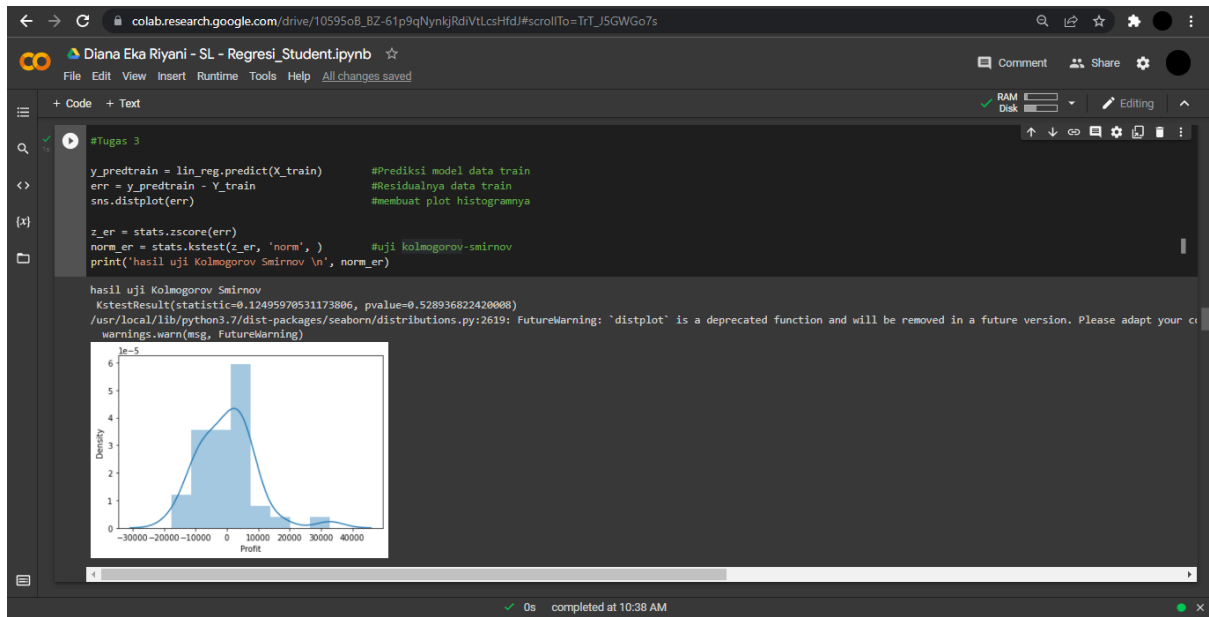 colab.research.google.com/drive/10595oB_BZ-61p9qNynkjRdiVtLcsHfdJ#scrollTo=TrT_J5GWGo7s
Diana Eka Riyani - SL - Regresi_Student.ipynb
Comment Share
File Edit View Insert Runtime Tools Help All changes saved
+ Code + Text
RAM
Disk
Editing
1s
#Tugas 3
y_predtrain = lin_reg.predict(X_train) #Prediksi model data train
err = y_predtrain - Y_train #Residualnya data train
sns.distplot(err) #membuat plot histogramnya
z_er = stats.zscore(err)
norm_er = stats.kstest(z_er, 'norm', ) #uji kolmogorov-smirnov
print('hasil uji Kolmogorov Smirnov \n', norm_er)
hasil uji Kolmogorov Smirnov
KstestResult(statistic=0.12495970531173806, pvalue=0.528936822420008)
/usr/local/lib/python3.7/dist-packages/seaborn/distributions.py:2619: FutureWarning: `distplot` is a deprecated function and will be removed in a future version. Please adapt your co
warnings.warn(msg, FutureWarning)
1e-5
6
5
4
3
2
1
0
Density
-30000 -20000 -10000 0 10000 20000 30000 40000
Profit
0s completed at 10:38 AM